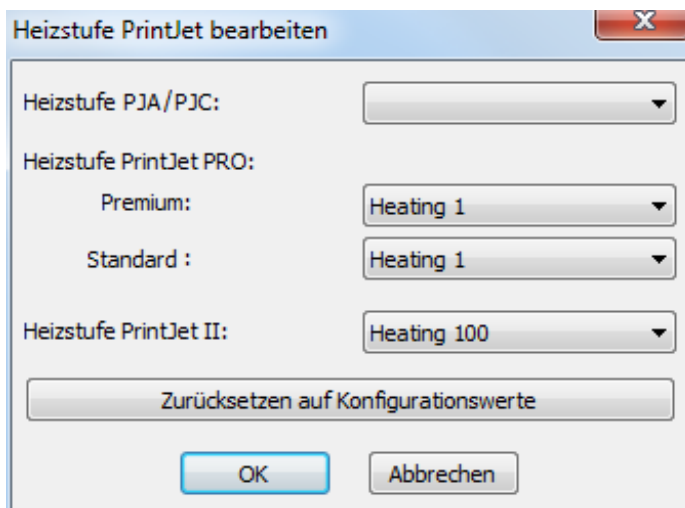 Heizstufe PrintJet bearbeiten
Heizstufe PJA/PJC:
Heizstufe PrintJet PRO:
Premium: Heating 1
Standard : Heating 1
Heizstufe PrintJet II: Heating 100
Zurücksetzen auf Konfigurationswerte
OK Abbrechen